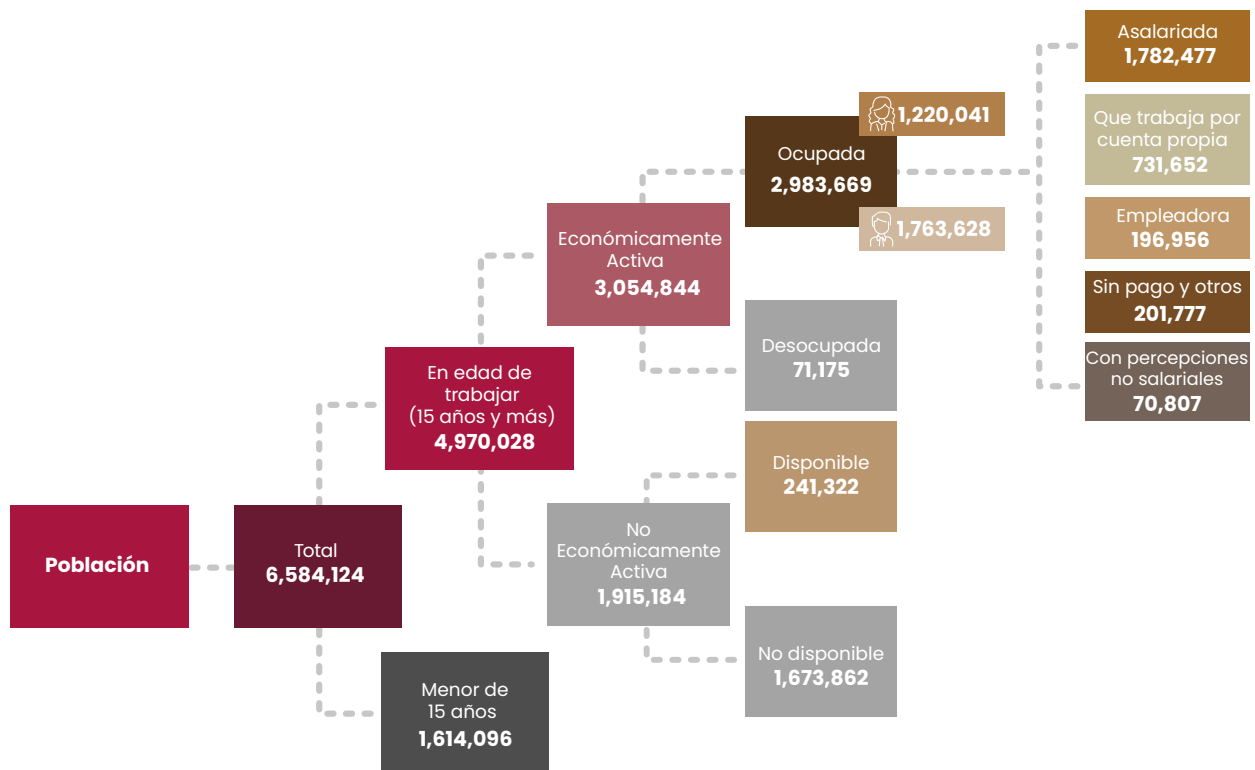 Población
Total
6,584,124
En edad de
trabajar
(15 años y más)
4,970,028
Menor de
15 años
1,614,096
Económicamente
Activa
3,054,844
No
Económicamente
Activa
1,915,184
Ocupada
2,983,669
1,220,041
1,763,628
Desocupada
71,175
Disponible
241,322
No disponible
1,673,862
Asalariada
1,782,477
Que trabaja por
cuenta propia
731,652
Empleadora
196,956
Sin pago y otros
201,777
Con percepciones
no salariales
70,807